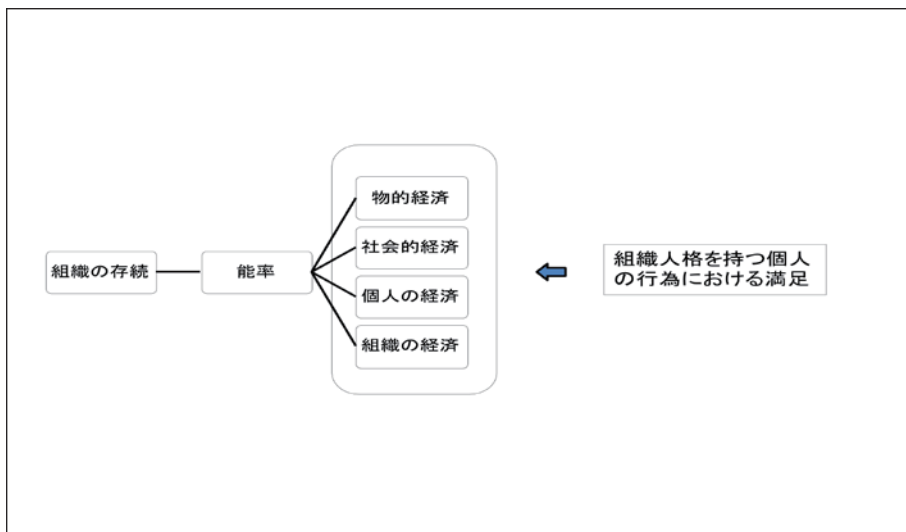 組織の存続
能率
物的経済
社会的経済
個人の経済
組織の経済
組織人格を持つ個人
の行為における満足